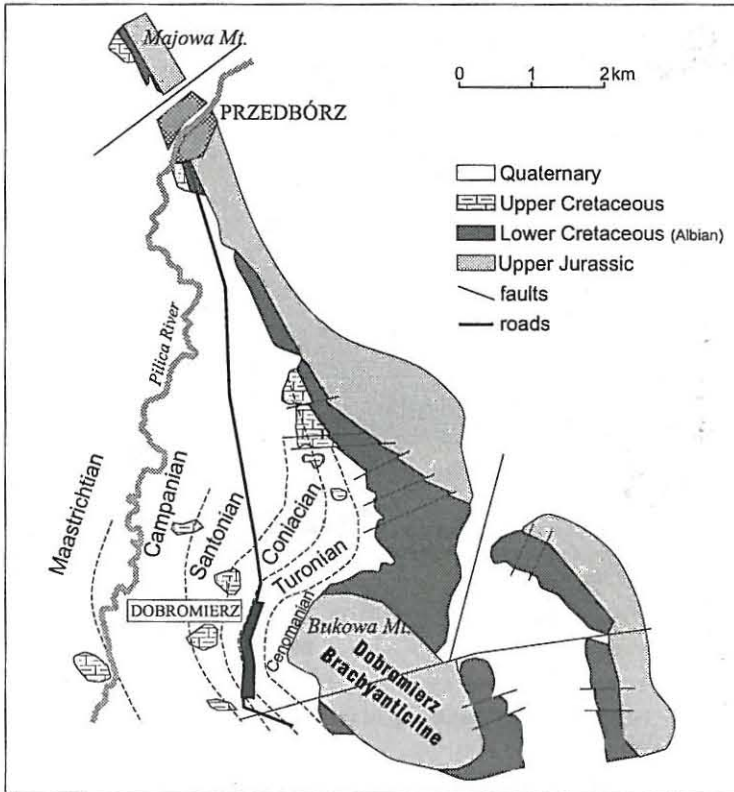 Majowa Mt.
0 1 2 km
PRZEDBÓRZ
Quaternary
Upper Cretaceous
Lower Cretaceous (Albian)
Upper Jurassic
faults
roads
Pilica River
Maastrichtian
Campanian
Santonian
Coniacian
Turonian
Cenomanian
DOBROMIERZ
Bukowa Mt.
Dobromierz
Brachyanticline